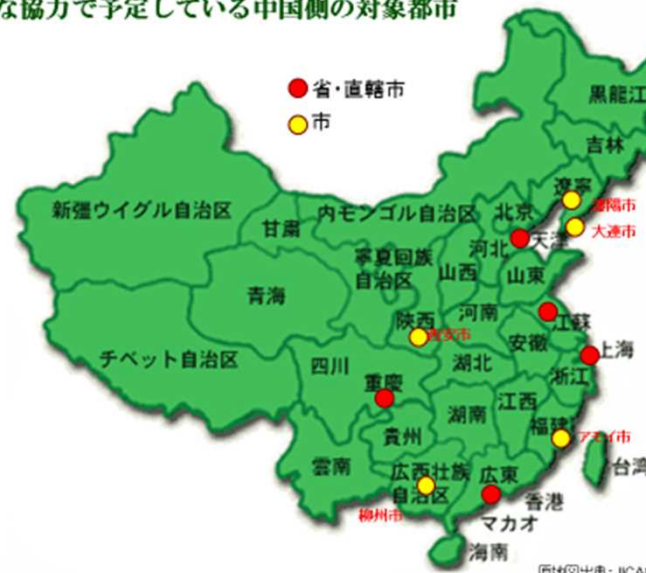 な協力で予定している中国側の対象都市
省・直轄市
市
黒龍江
吉林
遼寧
瀋陽市
大連市
新彊ウイグル自治区
甘粛
内モンゴル自治区
北京
天津
河北
寧夏回族
自治区
山西
山東
青海
陝西
西安市
河南
江蘇
安徽
上海
チベット自治区
四川
重慶
湖北
浙江
湖南
江西
貴州
福建
アモイ市
台湾
雲南
広西壮族
自治区
広東
柳州市
香港
マカオ
海南